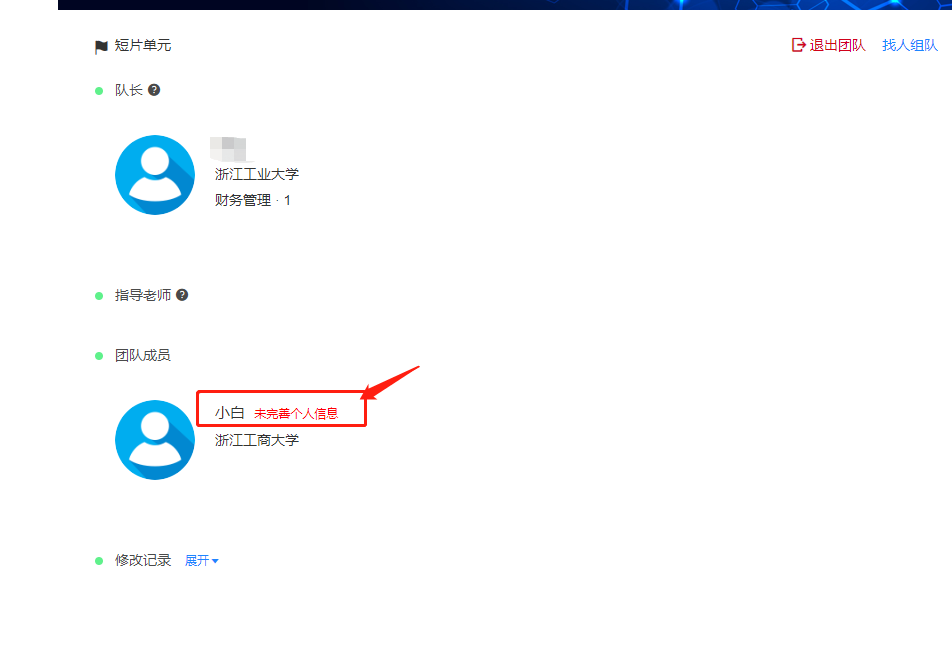 短片单元
退出团队 找人组队
队长
浙江工业大学
财务管理 · 1
指导老师
团队成员
小白 未完善个人信息
浙江工商大学
修改记录 展开